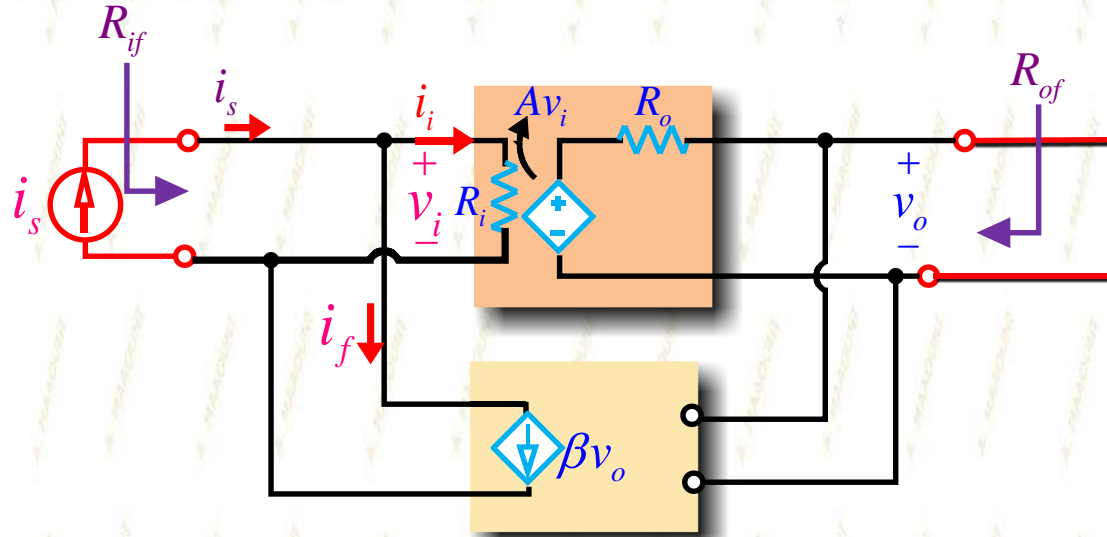 R_if
i_s
i_i
Av_i
R_o
R_of
+
+
i_s
v_i
R_i
+
v_o
−
−
−
i_f
βv_o